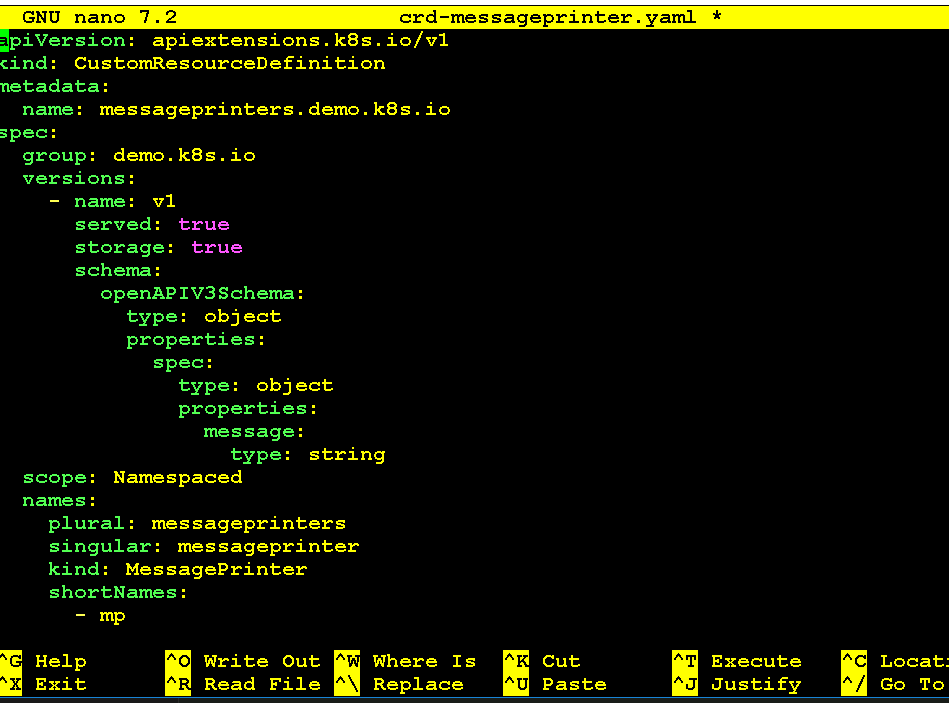 GNU nano 7.2 crd-messageprinter.yaml *
apiVersion: apiextensions.k8s.io/v1
kind: CustomResourceDefinition
metadata:
  name: messageprinters.demo.k8s.io
spec:
  group: demo.k8s.io
  versions:
    - name: v1
      served: true
      storage: true
      schema:
        openAPIV3Schema:
          type: object
          properties:
            spec:
              type: object
              properties:
                message:
                  type: string
  scope: Namespaced
  names:
    plural: messageprinters
    singular: messageprinter
    kind: MessagePrinter
    shortNames:
      - mp
^G Help ^O Write Out ^W Where Is ^K Cut ^T Execute ^C Locati
^X Exit ^R Read File ^\ Replace ^U Paste ^J Justify ^/ Go To